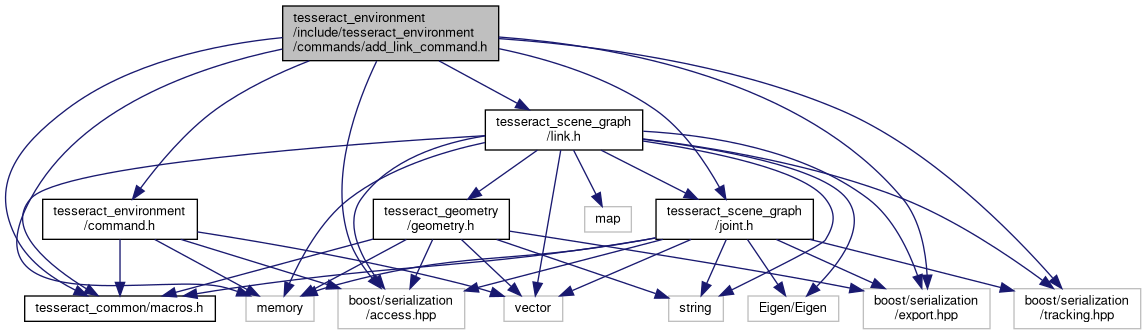 tesseract_environment
/include/tesseract_environment
/commands/add_link_command.h
tesseract_scene_graph
/link.h
tesseract_environment
/command.h
tesseract_geometry
/geometry.h
map
tesseract_scene_graph
/joint.h
tesseract_common/macros.h
memory
boost/serialization
/access.hpp
vector
string
Eigen/Eigen
boost/serialization
/export.hpp
boost/serialization
/tracking.hpp